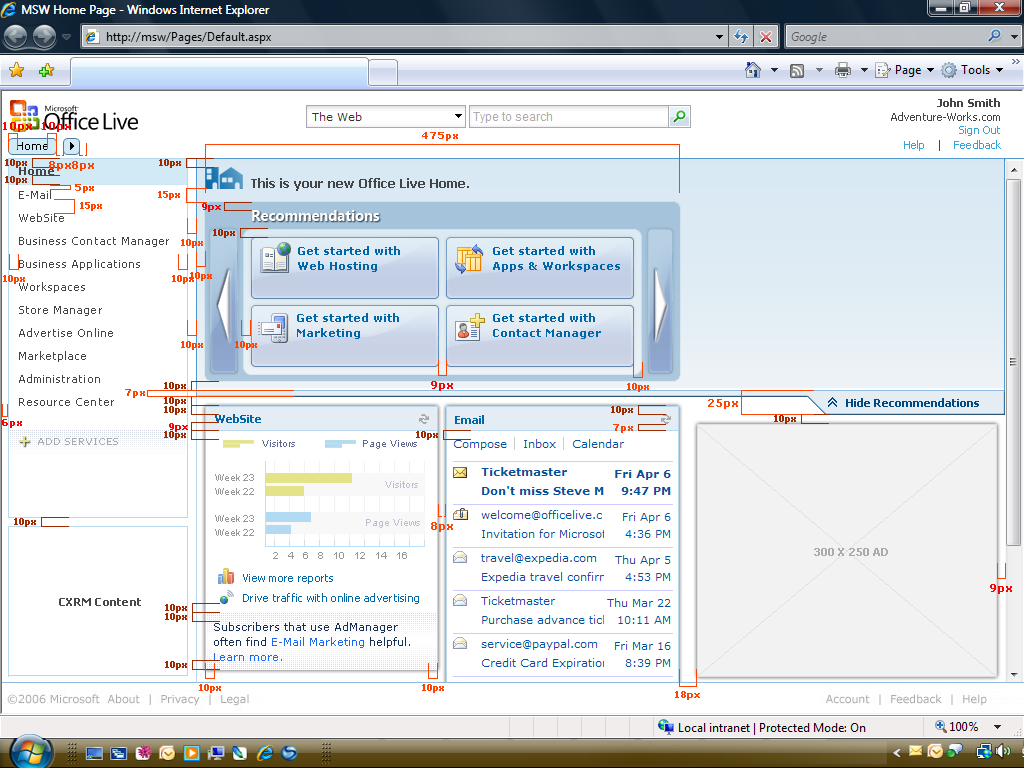 MSW Home Page - Windows Internet Explorer
http://msw/Pages/Default.aspx
Google
Page
Tools
Microsoft
Office Live
The Web
Type to search
John Smith
Adventure-Works.com
Sign Out
Help | Feedback
475px
10px 10px
Home
10px 8px 8px 10px
Home
10px
5px
E-Mail
15px
15px
9px
WebSite
10px
Business Contact Manager
10px
Business Applications
10px
10px
10px
Workspaces
Store Manager
Advertise Online
10px
10px
Marketplace
Administration
Resource Center
6px
ADD SERVICES
This is your new Office Live Home.
Recommendations
Get started with
Web Hosting
Get started with
Apps & Workspaces
Get started with
Marketing
Get started with
Contact Manager
10px
9px
10px
7px
10px
10px
9px
10px
25px
Hide Recommendations
10px
WebSite
Visitors
Page Views
Week 23
Week 22
Visitors
Week 23
Week 22
Page Views
2 4 6 8 10 12 14 16
View more reports
Drive traffic with online advertising
Subscribers that use AdManager
often find E-Mail Marketing helpful.
Learn more.
10px
Email
10px
7px
10px
Compose | Inbox | Calendar
Ticketmaster Fri Apr 6
Don't miss Steve M 9:47 PM
welcome@officelive.c Fri Apr 6
Invitation for Microsof 4:36 PM
8px
travel@expedia.com Thu Apr 5
Expedia travel confirr 4:53 PM
Ticketmaster Thu Mar 22
Purchase advance ticl 10:11 AM
service@paypal.com Fri Mar 16
Credit Card Expiratior 8:39 PM
300 X 250 AD
9px
CXRM Content
10px
10px
10px
10px
10px
18px
©2006 Microsoft About | Privacy | Legal
Account | Feedback | Help
Local intranet | Protected Mode: On
100%